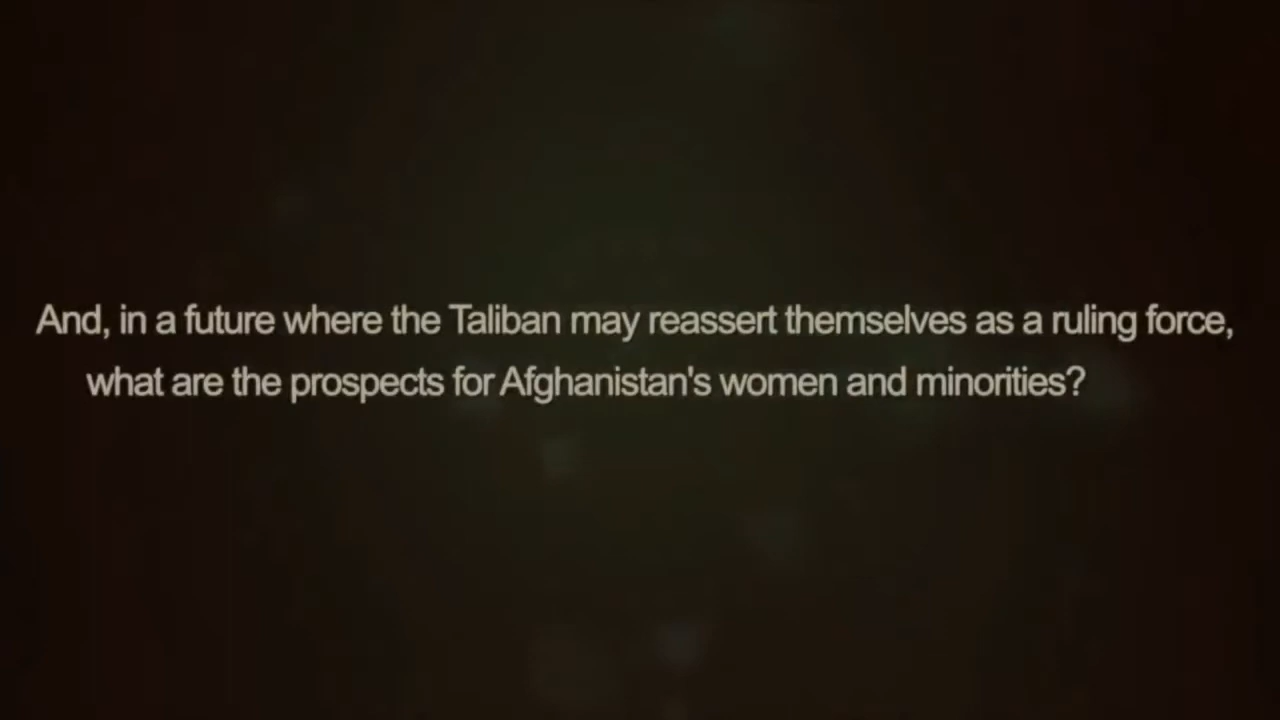 And, in a future where the Taliban may reassert themselves as a ruling force,
what are the prospects for Afghanistan's women and minorities?